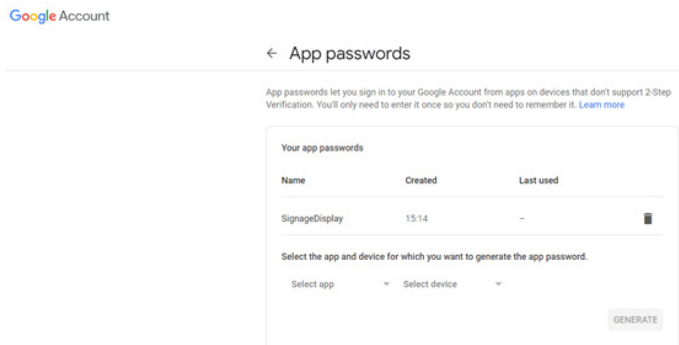 Google Account
← App passwords
App passwords let you sign in to your Google Account from apps on devices that don't support 2-Step
Verification. You'll only need to enter it once so you don't need to remember it. Learn more
Your app passwords
Name Created Last used
SignageDisplay 15:14 –
Select the app and device for which you want to generate the app password.
Select app Select device
GENERATE